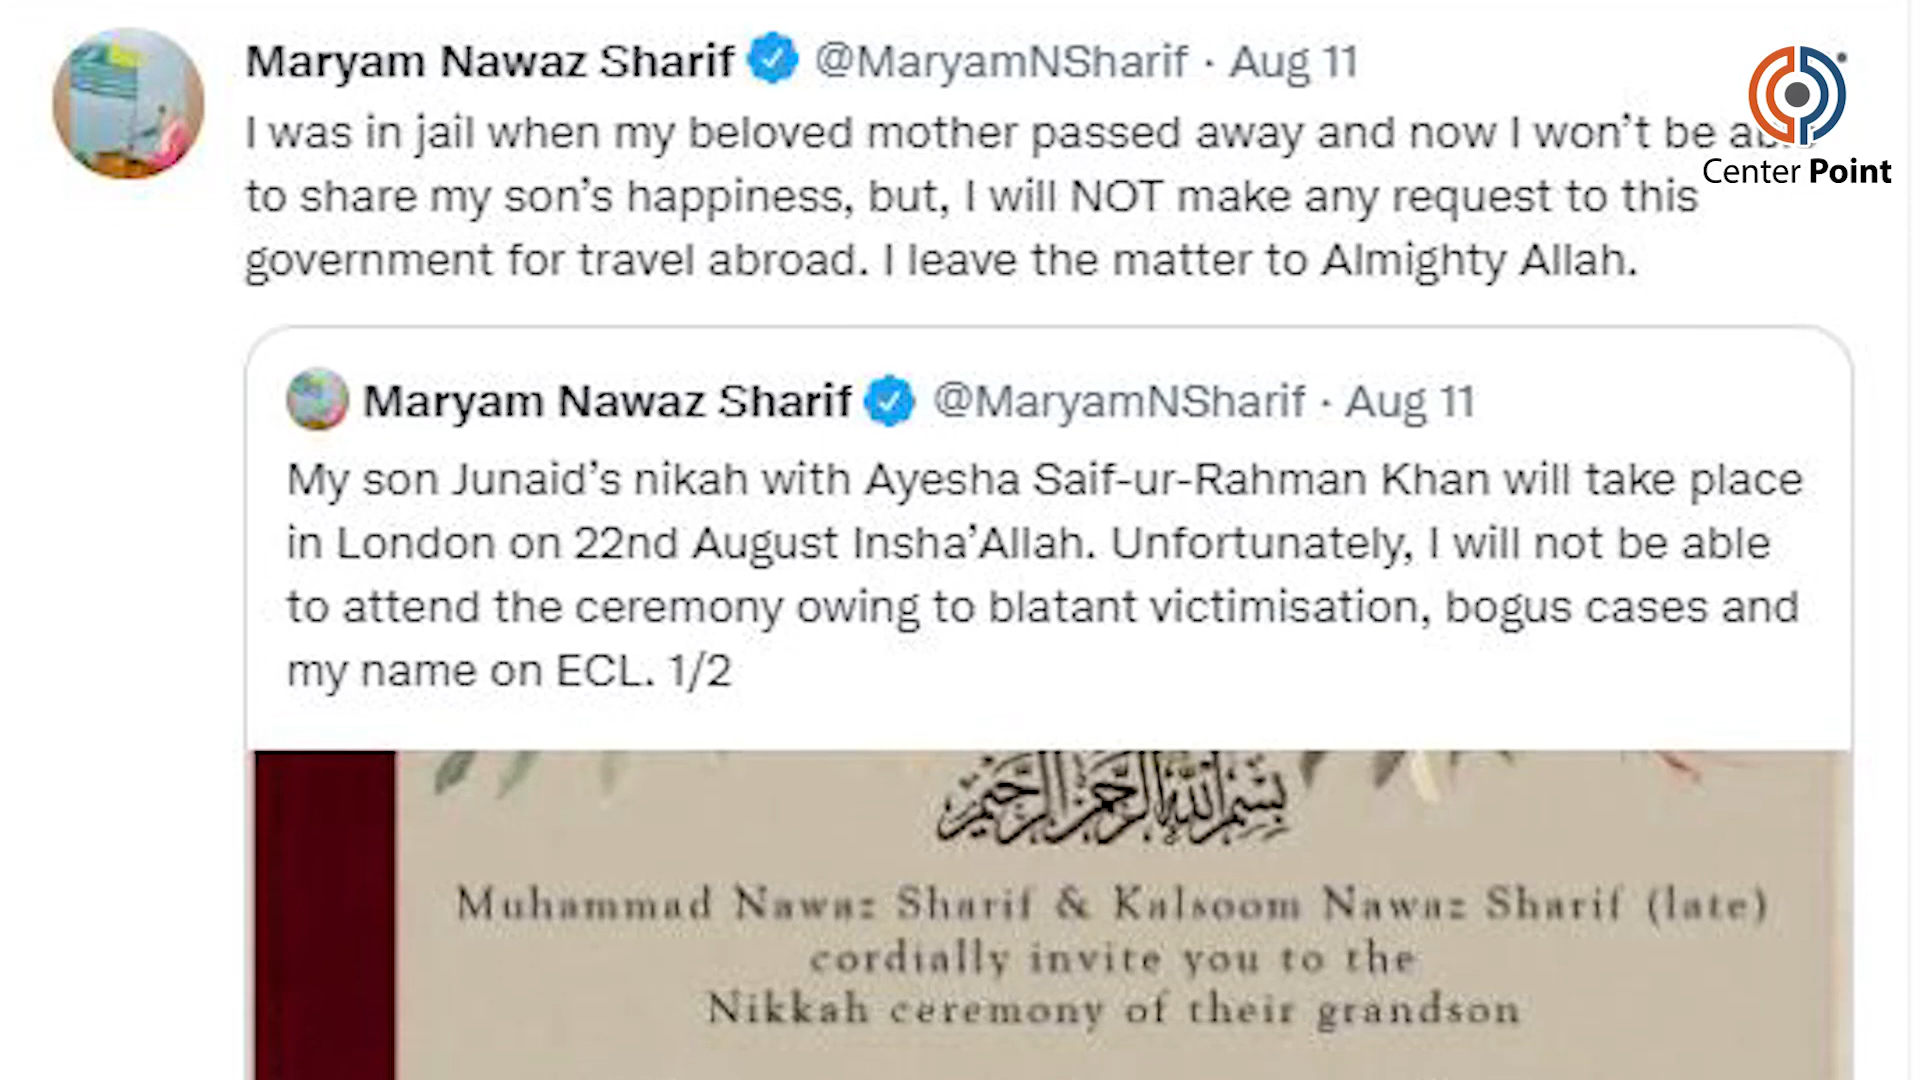 Maryam Nawaz Sharif @MaryamNSharif · Aug 11
I was in jail when my beloved mother passed away and now I won't be
to share my son's happiness, but, I will NOT make any request to this
government for travel abroad. I leave the matter to Almighty Allah.
Center Point
Maryam Nawaz Sharif @MaryamNSharif · Aug 11
My son Junaid's nikah with Ayesha Saif-ur-Rahman Khan will take place
in London on 22nd August Insha'Allah. Unfortunately, I will not be able
to attend the ceremony owing to blatant victimisation, bogus cases and
my name on ECL. 1/2
بسم الله الرحمن الرحيم
Muhammad Nawaz Sharif & Kalsoom Nawaz Sharif (late)
cordially invite you to the
Nikkah ceremony of their grandson